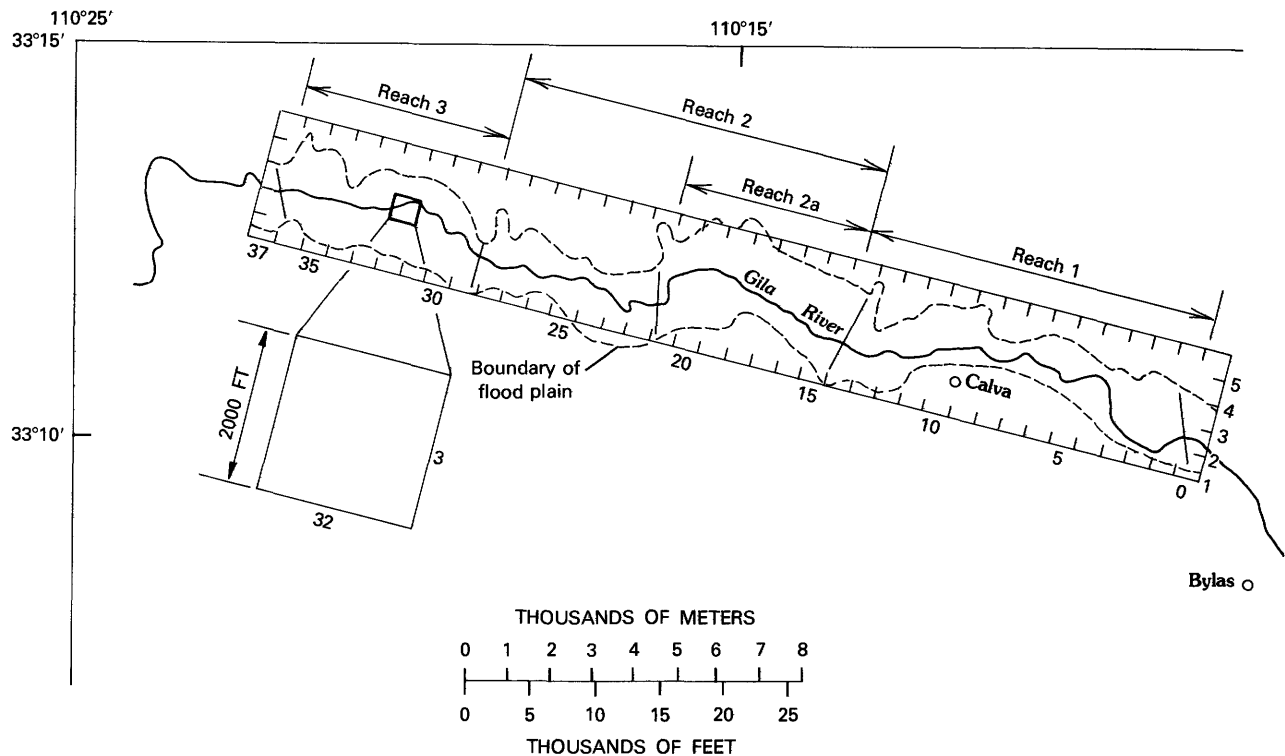 110°25′
33°15′
110°15′
Reach 3
Reach 2
Reach 2a
Reach 1
Gila
River
37
35
30
25
20
15
10
5
0
5
4
3
2
1
Boundary of
flood plain
Calva
33°10′
2000 FT
3
32
Bylas
THOUSANDS OF METERS
0 1 2 3 4 5 6 7 8
0 5 10 15 20 25
THOUSANDS OF FEET